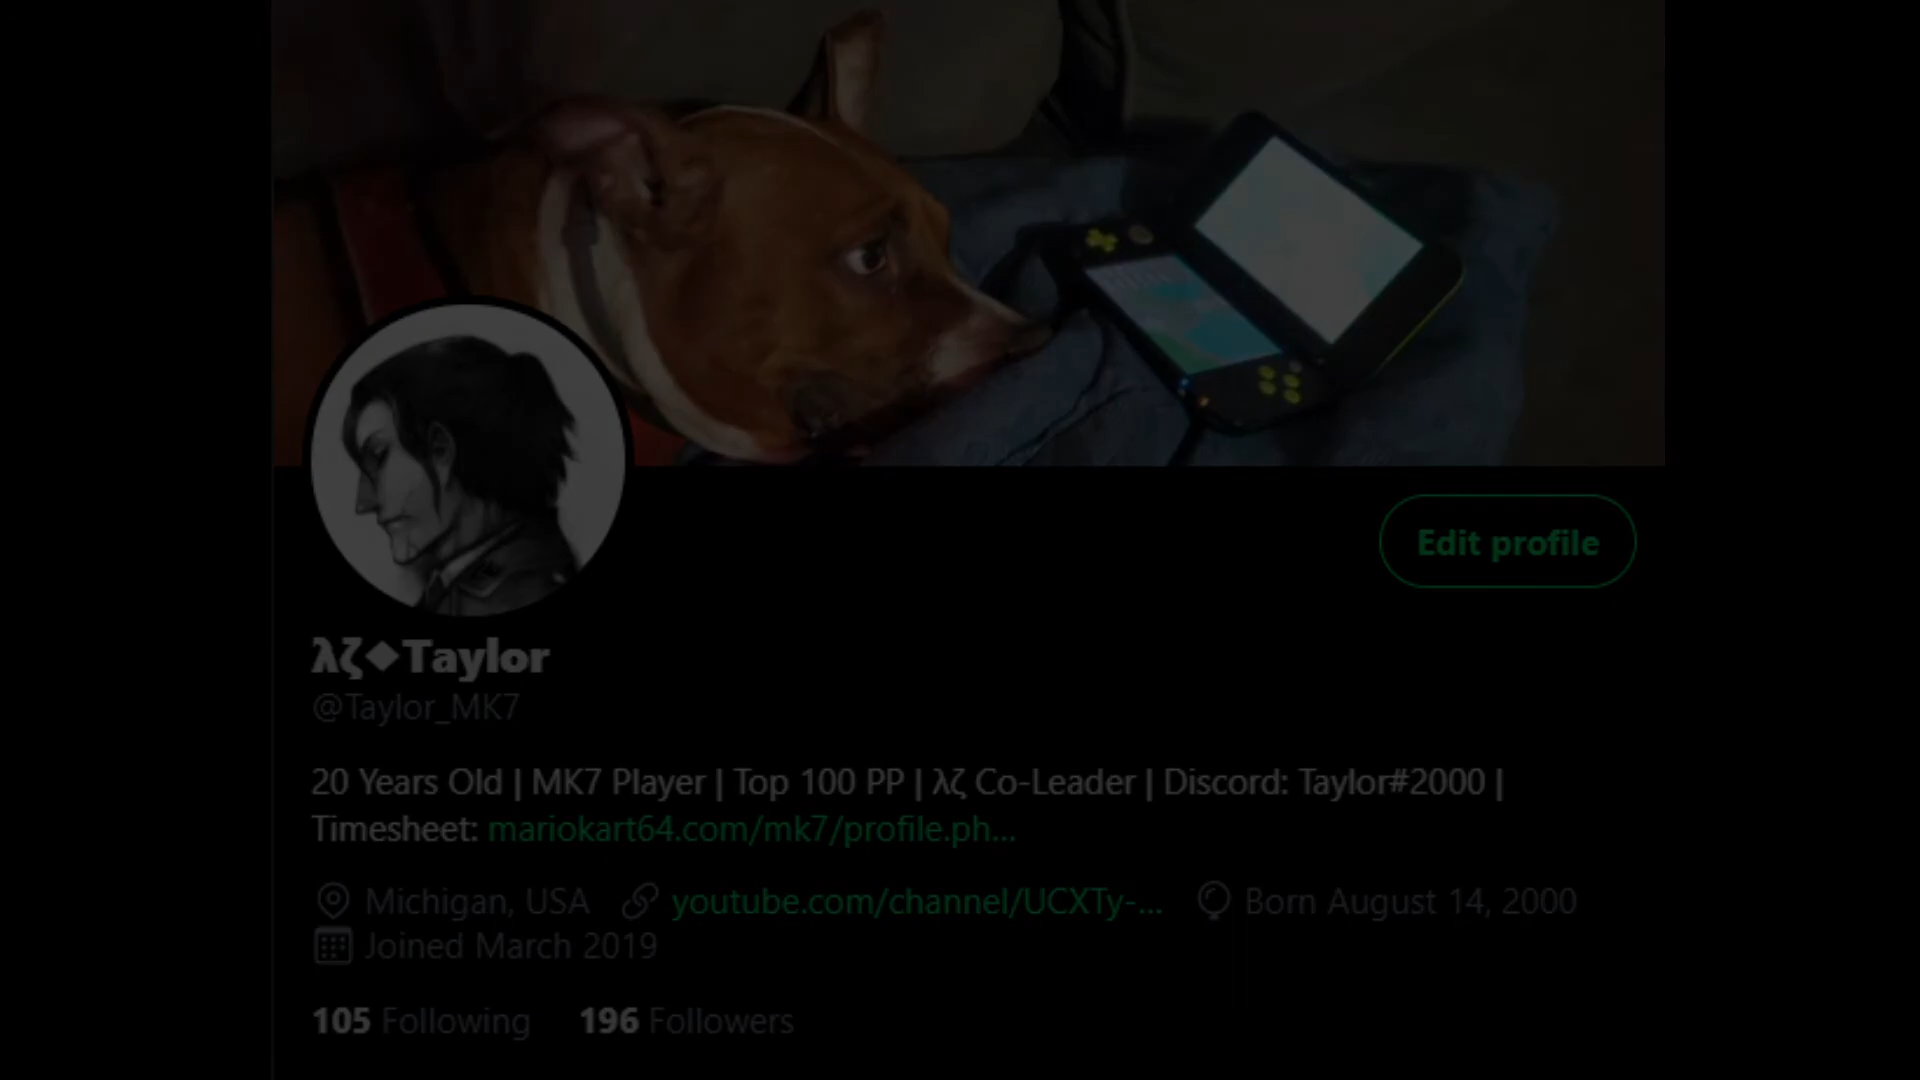 Edit profile
λζ◆Taylor
@Taylor_MK7
20 Years Old | MK7 Player | Top 100 PP | λζ Co-Leader | Discord: Taylor#2000 |
Timesheet: mariokart64.com/mk7/profile.ph...
Michigan, USA youtube.com/channel/UCXTy-... Born August 14, 2000
Joined March 2019
105 Following 196 Followers